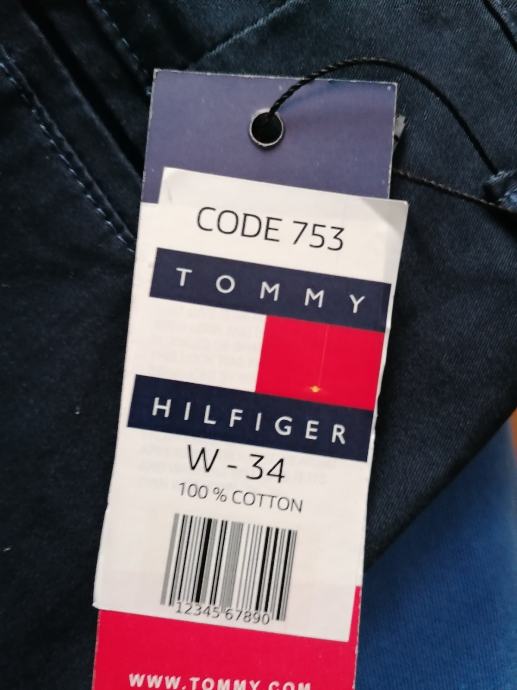 CODE 753
TOMMY
HILFIGER
W - 34
100 % COTTON
12345 67890
WWW.TOMMY.COM